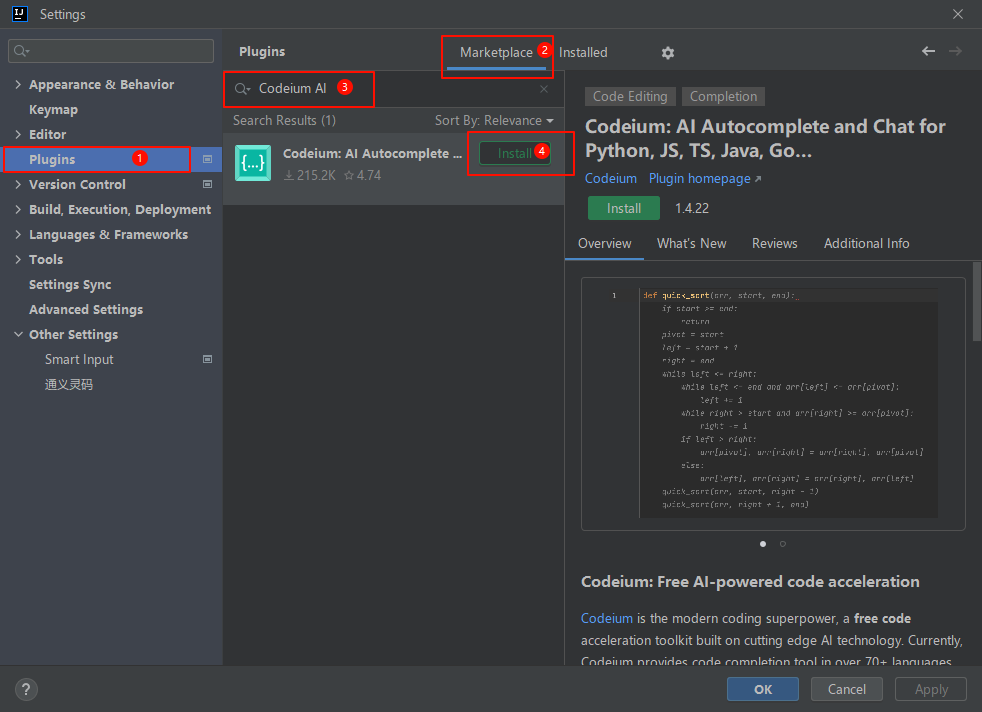 IJ
Settings
Appearance & Behavior
Keymap
Editor
Plugins
1
Version Control
Build, Execution, Deployment
Languages & Frameworks
Tools
Settings Sync
Advanced Settings
Other Settings
Smart Input
通义灵码
Plugins
Marketplace
2
Installed
Codeium AI
3
Search Results (1)
Sort By: Relevance
{...}
Codeium: AI Autocomplete ...
215.2K
4.74
Install
4
Code Editing
Completion
Codeium: AI Autocomplete and Chat for
Python, JS, TS, Java, Go...
Codeium
Plugin homepage
Install
1.4.22
Overview
What's New
Reviews
Additional Info
1
def quick_sort(arr, start, end):
if start >= end:
return
pivot = start
left = start + 1
right = end
while left <= right:
while left <= end and arr[left] <= arr[pivot]:
left += 1
while right > start and arr[right] >= arr[pivot]:
right -= 1
if left > right:
arr[pivot], arr[right] = arr[right], arr[pivot]
else:
arr[left], arr[right] = arr[right], arr[left]
quick_sort(arr, start, right - 1)
quick_sort(arr, right + 1, end)
Codeium: Free AI-powered code acceleration
Codeium is the modern coding superpower, a free code
acceleration toolkit built on cutting edge AI technology. Currently,
Codeium provides code completion tool in over 70+ languages
?
OK
Cancel
Apply